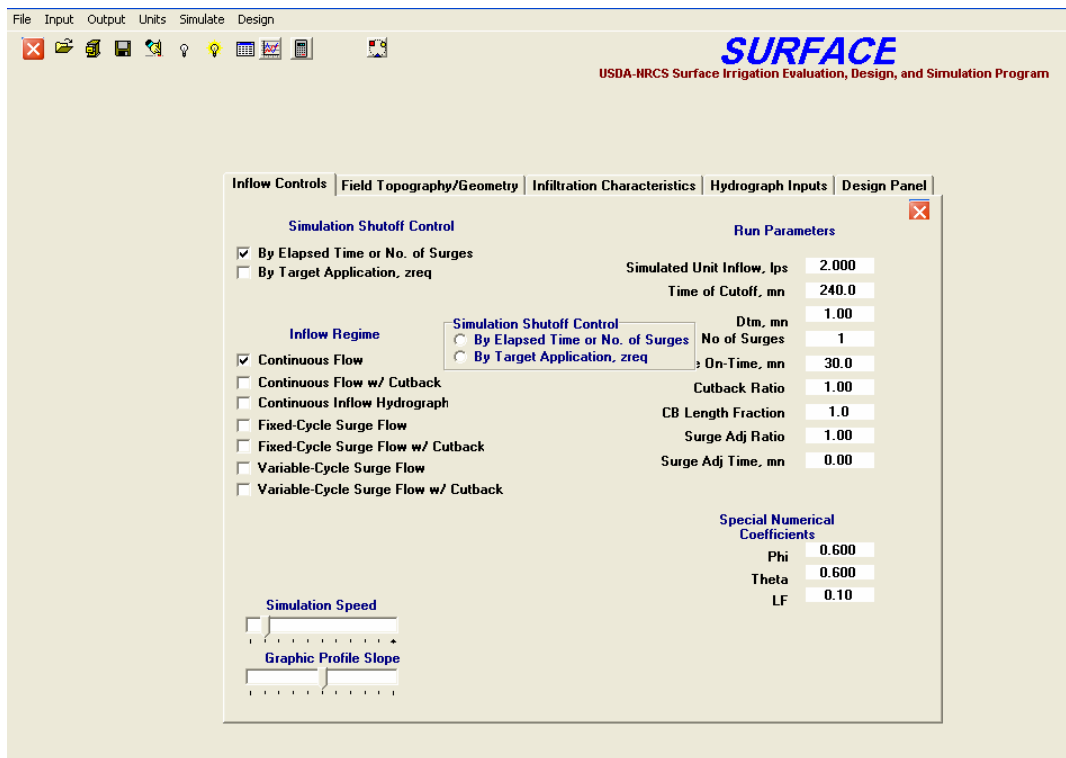 File Input Output Units Simulate Design
SURFACE
USDA-NRCS Surface Irrigation Evaluation, Design, and Simulation Program
Inflow Controls Field Topography/Geometry Infiltration Characteristics Hydrograph Inputs Design Panel
Simulation Shutoff Control
By Elapsed Time or No. of Surges
By Target Application, zreq
Inflow Regime
Continuous Flow
Continuous Flow w/ Cutback
Continuous Inflow Hydrograph
Fixed-Cycle Surge Flow
Fixed-Cycle Surge Flow w/ Cutback
Variable-Cycle Surge Flow
Variable-Cycle Surge Flow w/ Cutback
Simulation Shutoff Control
By Elapsed Time or No. of Surges
By Target Application, zreq
Run Parameters
Simulated Unit Inflow, lps 2.000
Time of Cutoff, mn 240.0
Dtm, mn 1.00
No of Surges 1
On-Time, mn 30.0
Cutback Ratio 1.00
CB Length Fraction 1.0
Surge Adj Ratio 1.00
Surge Adj Time, mn 0.00
Special Numerical
Coefficients
Phi 0.600
Theta 0.600
LF 0.10
Simulation Speed
Graphic Profile Slope